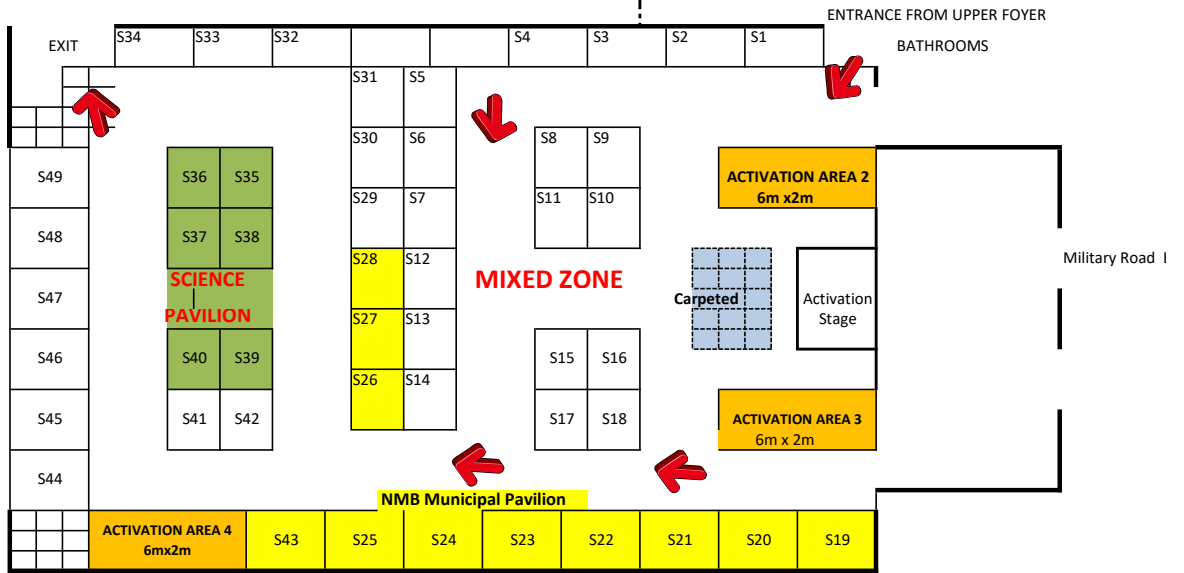 ENTRANCE FROM UPPER FOYER
EXIT
S34 S33 S32 S4 S3 S2 S1
BATHROOMS
S31 S5
S30 S6 S8 S9
S49 S36 S35 ACTIVATION AREA 2
6m x2m
S29 S7 S11 S10
S48 S37 S38
S28 S12
Military Road
SCIENCE MIXED ZONE
S47 Carpeted Activation
Stage
PAVILION S27 S13
S46 S40 S39 S15 S16
S26 S14
S45 S41 S42 S17 S18 ACTIVATION AREA 3
6m x 2m
S44
NMB Municipal Pavilion
ACTIVATION AREA 4
6mx2m
S43 S25 S24 S23 S22 S21 S20 S19